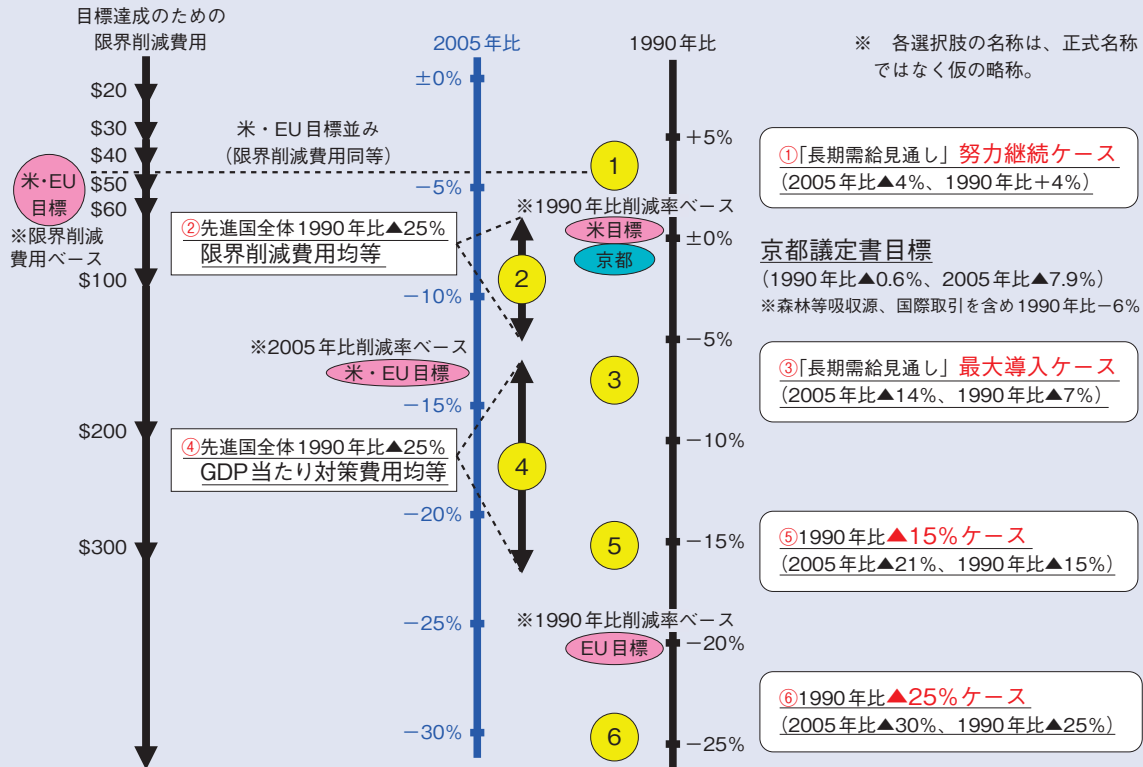 目標達成のための
限界削減費用
$20
$30
$40
$50
$60
$100
$200
$300
米・EU
目標
※限界削減
費用ベース
米・EU目標並み
（限界削減費用同等）
2005年比
±0%
−5%
−10%
−15%
−20%
−25%
−30%
②先進国全体1990年比▲25%
限界削減費用均等
※2005年比削減率ベース
米・EU目標
④先進国全体1990年比▲25%
GDP当たり対策費用均等
1990年比
+5%
±0%
−5%
−10%
−15%
−20%
−25%
1
※1990年比削減率ベース
米目標
京都
2
3
4
5
※1990年比削減率ベース
EU目標
6
※　各選択肢の名称は、正式名称
ではなく仮の略称。
①「長期需給見通し」努力継続ケース
（2005年比▲4%、1990年比+4%）
京都議定書目標
（1990年比▲0.6%、2005年比▲7.9%）
※森林等吸収源、国際取引を含め1990年比−6%
③「長期需給見通し」最大導入ケース
（2005年比▲14%、1990年比▲7%）
⑤1990年比▲15%ケース
（2005年比▲21%、1990年比▲15%）
⑥1990年比▲25%ケース
（2005年比▲30%、1990年比▲25%）